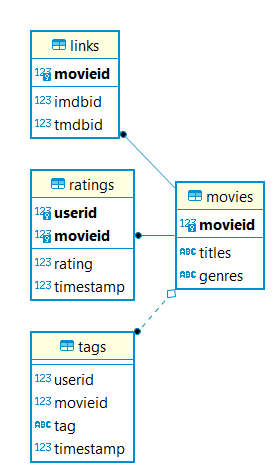 links
123 movieid
123 imdbid
123 tmdbid
ratings
123 userid
123 movieid
123 rating
123 timestamp
movies
123 movieid
ABC titles
ABC genres
tags
123 userid
123 movieid
ABC tag
123 timestamp